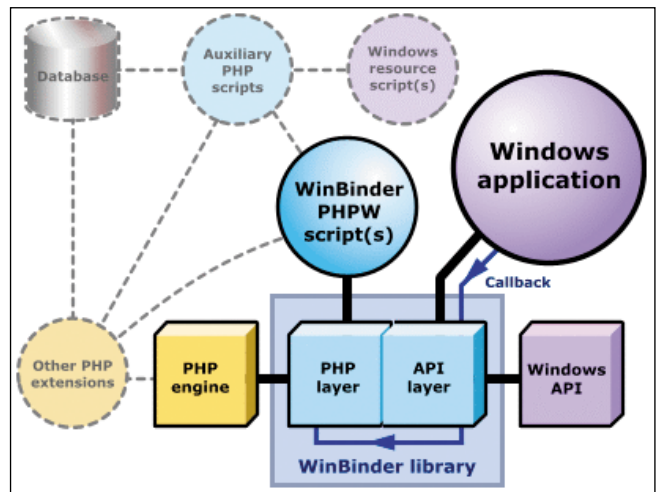 Database
Auxiliary
PHP
scripts
Windows
resource
script(s)
WinBinder
PHPW
script(s)
Windows
application
Callback
Other PHP
extensions
PHP
engine
PHP
layer
API
layer
Windows
API
WinBinder library